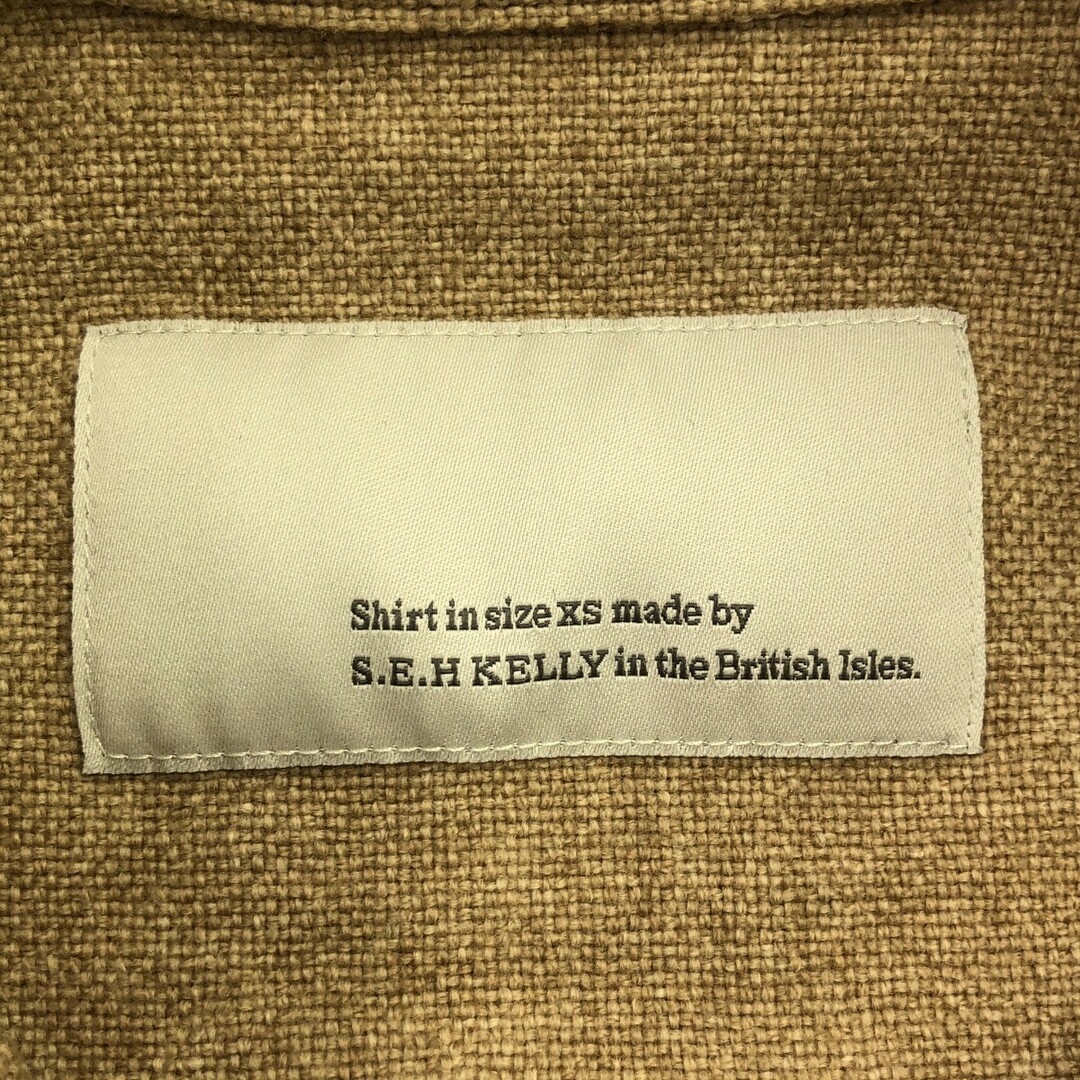 Shirt in size XS made by
S.E.H KELLY in the British Isles.